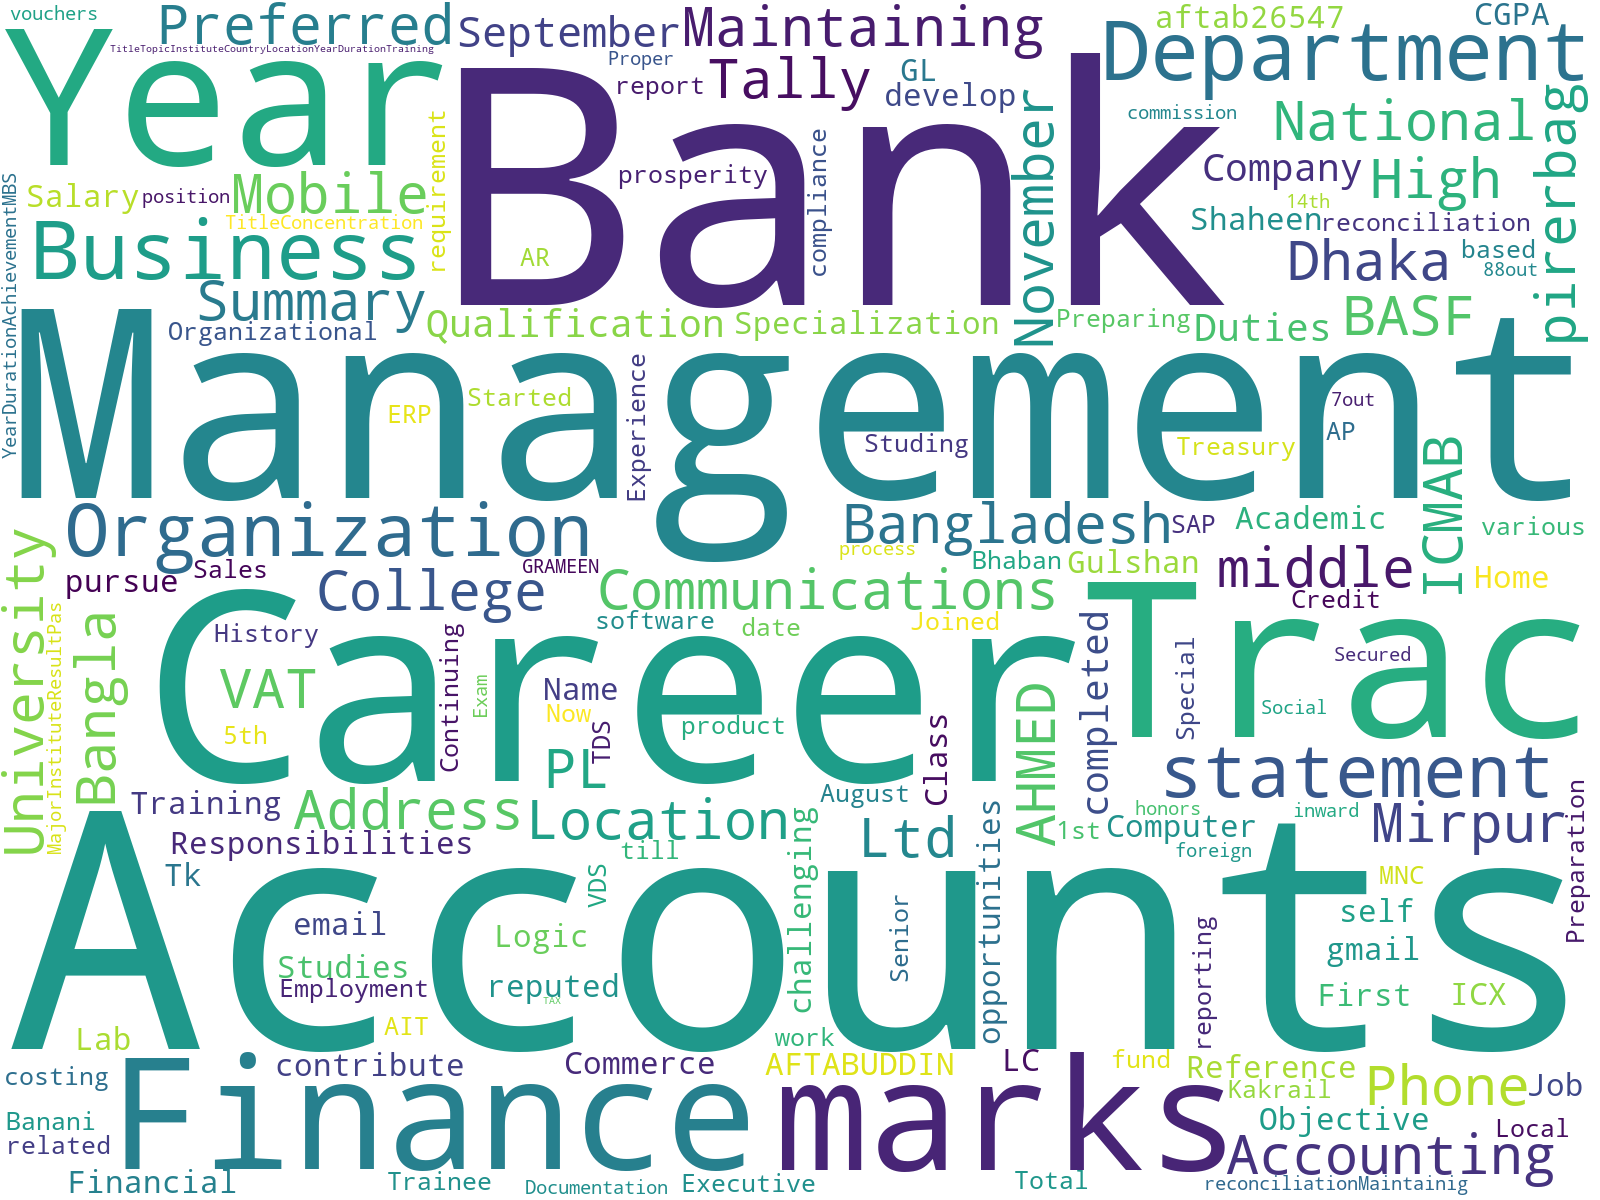 vouchers
Preferred
TitleTopicInstituteCountryLocationYearDurationTraining
September
Maintaining
aftab26547
CGPA
Year
Bank
Proper
report
Tally
GL
develop
Department
commission
National
pirerbag
YearDurationAchievementMBS
Salary
position
Mobile
requirement
prosperity
compliance
November
Company
High
14th
TitleConcentration
Business
AR
Shaheen
reconciliation
Dhaka
based
88out
Summary
Organizational
Qualification
Specialization
Preparing
Duties
BASF
Management
Experience
ERP
Started
Studing
7out
AP
Treasury
ICMAB
Organization
Bangladesh
SAP
Academic
various
process
University
MajorInstituteResultPas
pursue
Sales
GRAMEEN
Bhaban
Gulshan
middle
Home
Bangla
College
Communications
Credit
Career
Trac
History
software
date
Joined
completed
Special
Secured
VAT
Continuing
Exam
Name
Now
TDS
product
Social
5th
PL
Class
AHMED
statement
Training
Address
Location
August
challenging
opportunities
honors
inward
Preparation
Responsibilities
till
Ltd
1st
Computer
foreign
Mirpur
Accounts
Tk
VDS
MNC
email
Logic
Senior
reporting
self
Studies
gmail
Employment
reputed
TAX
First
ICX
Lab
AIT
work
costing
Finance
contribute
Commerce
AFTABUDDIN
LC
marks
fund
Reference
Kakrail
Phone
Job
Banani
related
Objective
Local
Accounting
Financial
Trainee
Documentation
Executive
Total
reconciliationMaintainig